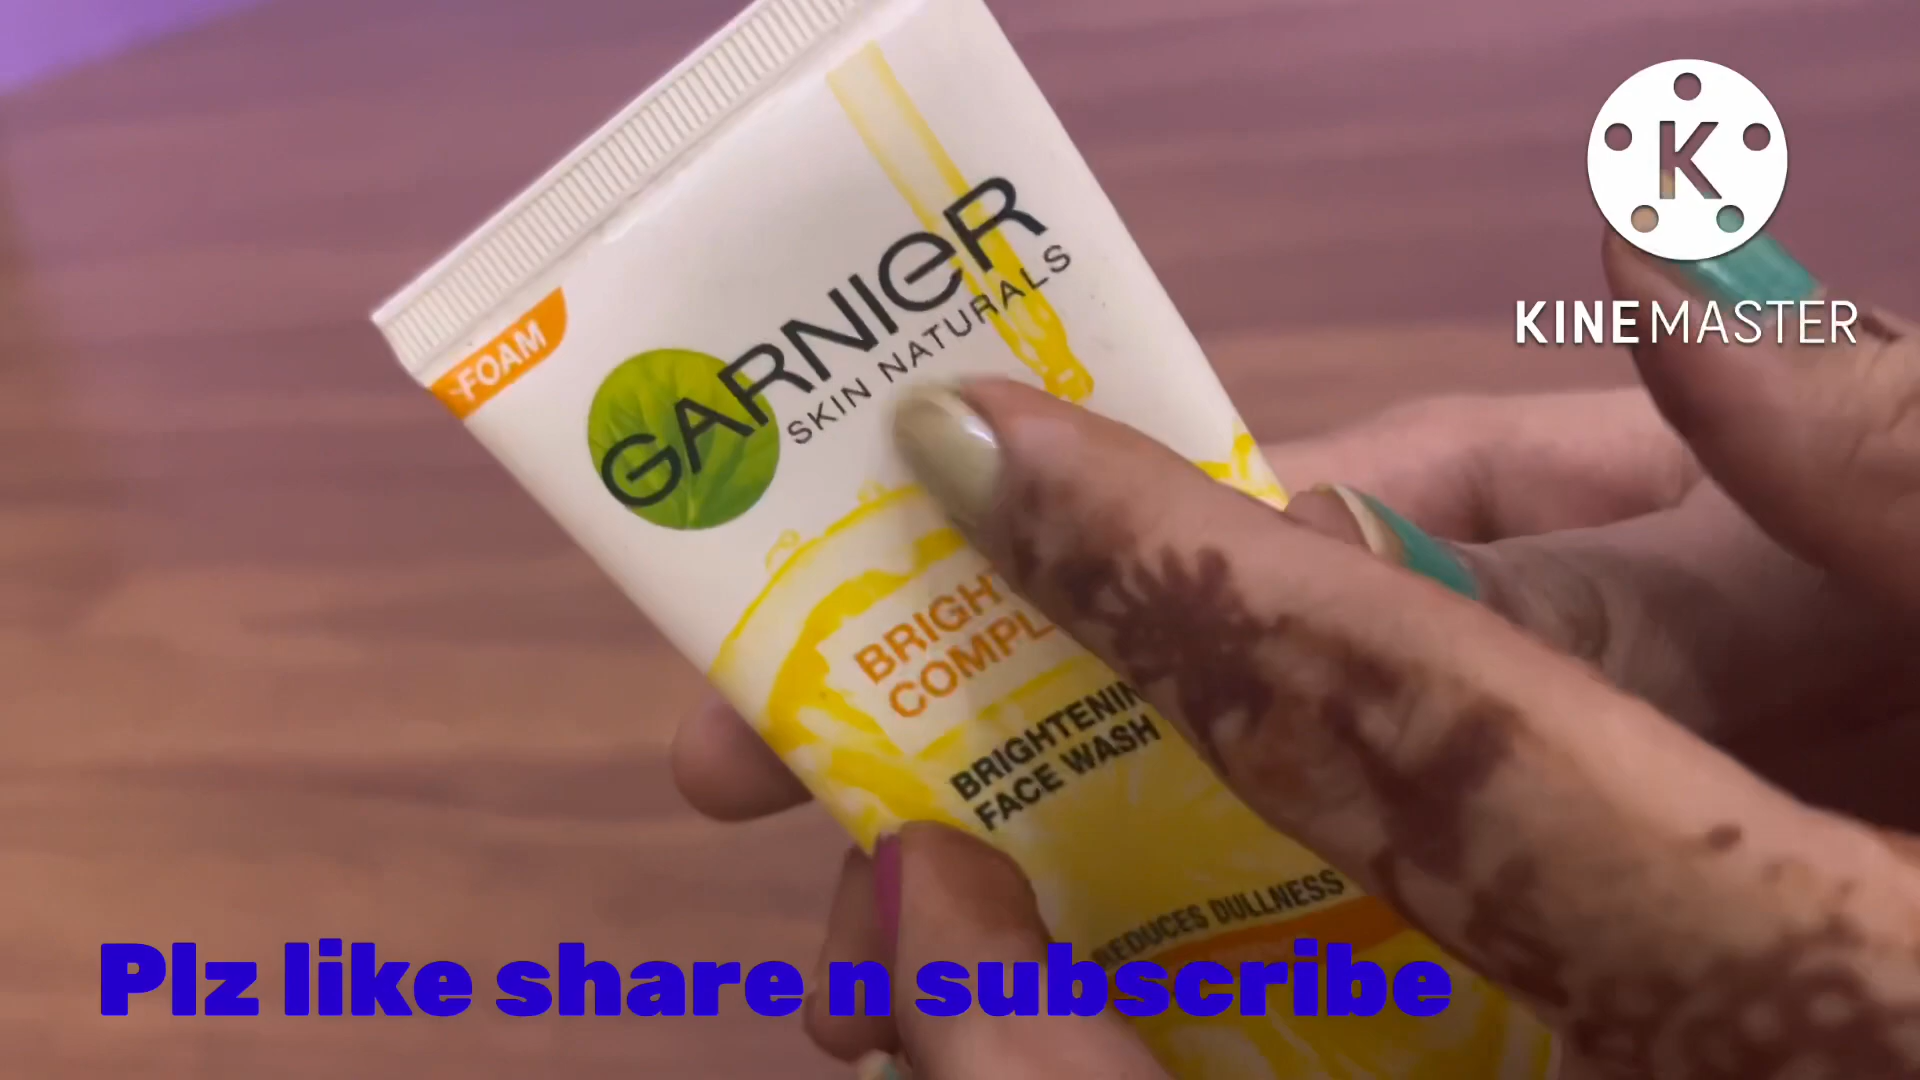 FOAM
GARNIER
SKIN NATURALS
K
KINEMASTER
BRIGH
COMPL
BRIGHTENIN
FACE WASH
REDUCES DULLNESS
Plz like share n subscribe